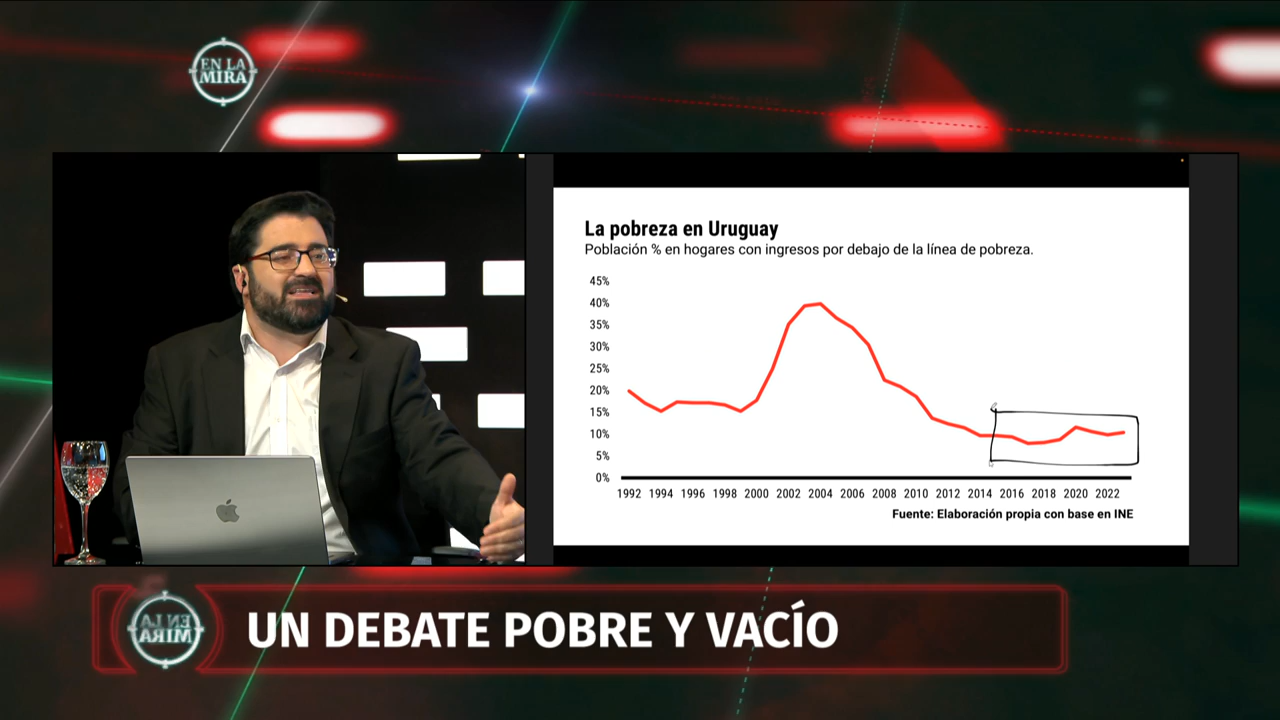 EN LA
MIRA
La pobreza en Uruguay
Población % en hogares con ingresos por debajo de la línea de pobreza.
45%
40%
35%
30%
25%
20%
15%
10%
5%
0%
1992 1994 1996 1998 2000 2002 2004 2006 2008 2010 2012 2014 2016 2018 2020 2022
Fuente: Elaboración propia con base en INE
EN LA
MIRA
UN DEBATE POBRE Y VACÍO